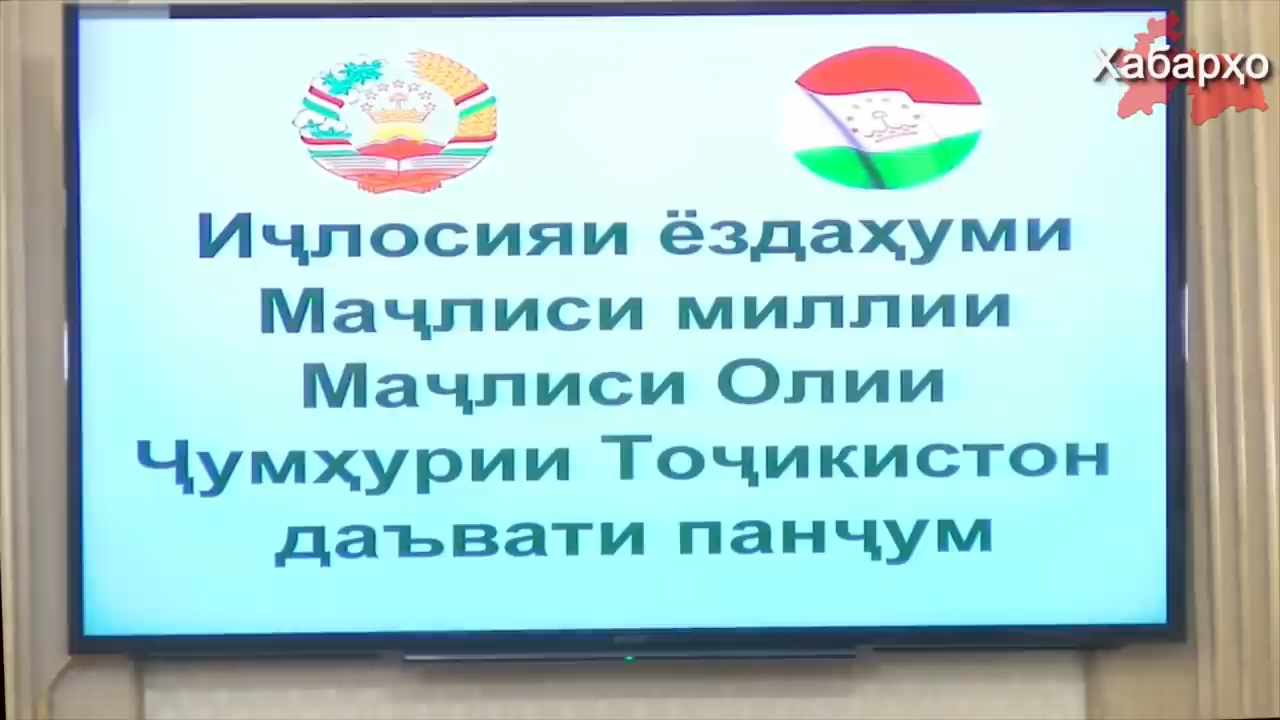 Хабарҳо
Иҷлосияи ёздаҳуми
Маҷлиси миллии
Маҷлиси Олии
Ҷумҳурии Тоҷикистон
даъвати панҷум